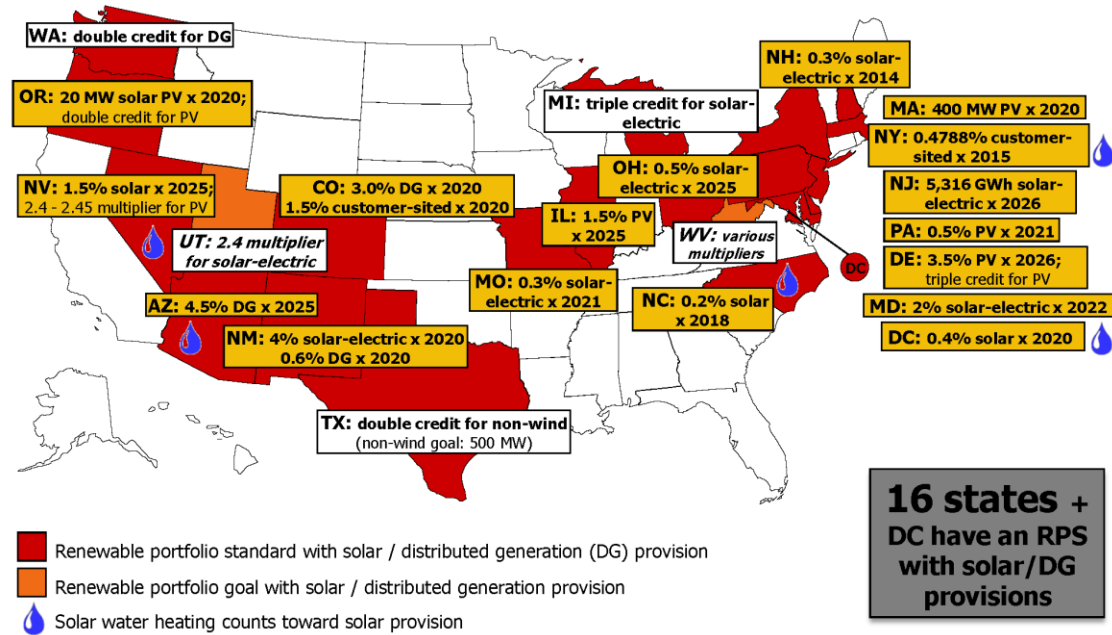 WA: double credit for DG
OR: 20 MW solar PV x 2020;
double credit for PV
NV: 1.5% solar x 2025;
2.4 - 2.45 multiplier for PV
UT: 2.4 multiplier
for solar-electric
CO: 3.0% DG x 2020
1.5% customer-sited x 2020
AZ: 4.5% DG x 2025
NM: 4% solar-electric x 2020
0.6% DG x 2020
TX: double credit for non-wind
(non-wind goal: 500 MW)
MI: triple credit for solar-
electric
OH: 0.5% solar-
electric x 2025
IL: 1.5% PV
x 2025
MO: 0.3% solar-
electric x 2021
WV: various
multipliers
NC: 0.2% solar
x 2018
DC
NH: 0.3% solar-
electric x 2014
MA: 400 MW PV x 2020
NY: 0.4788% customer-
sited x 2015
NJ: 5,316 GWh solar-
electric x 2026
PA: 0.5% PV x 2021
DE: 3.5% PV x 2026;
triple credit for PV
MD: 2% solar-electric x 2022
DC: 0.4% solar x 2020
16 states +
DC have an RPS
with solar/DG
provisions
Renewable portfolio standard with solar / distributed generation (DG) provision
Renewable portfolio goal with solar / distributed generation provision
Solar water heating counts toward solar provision